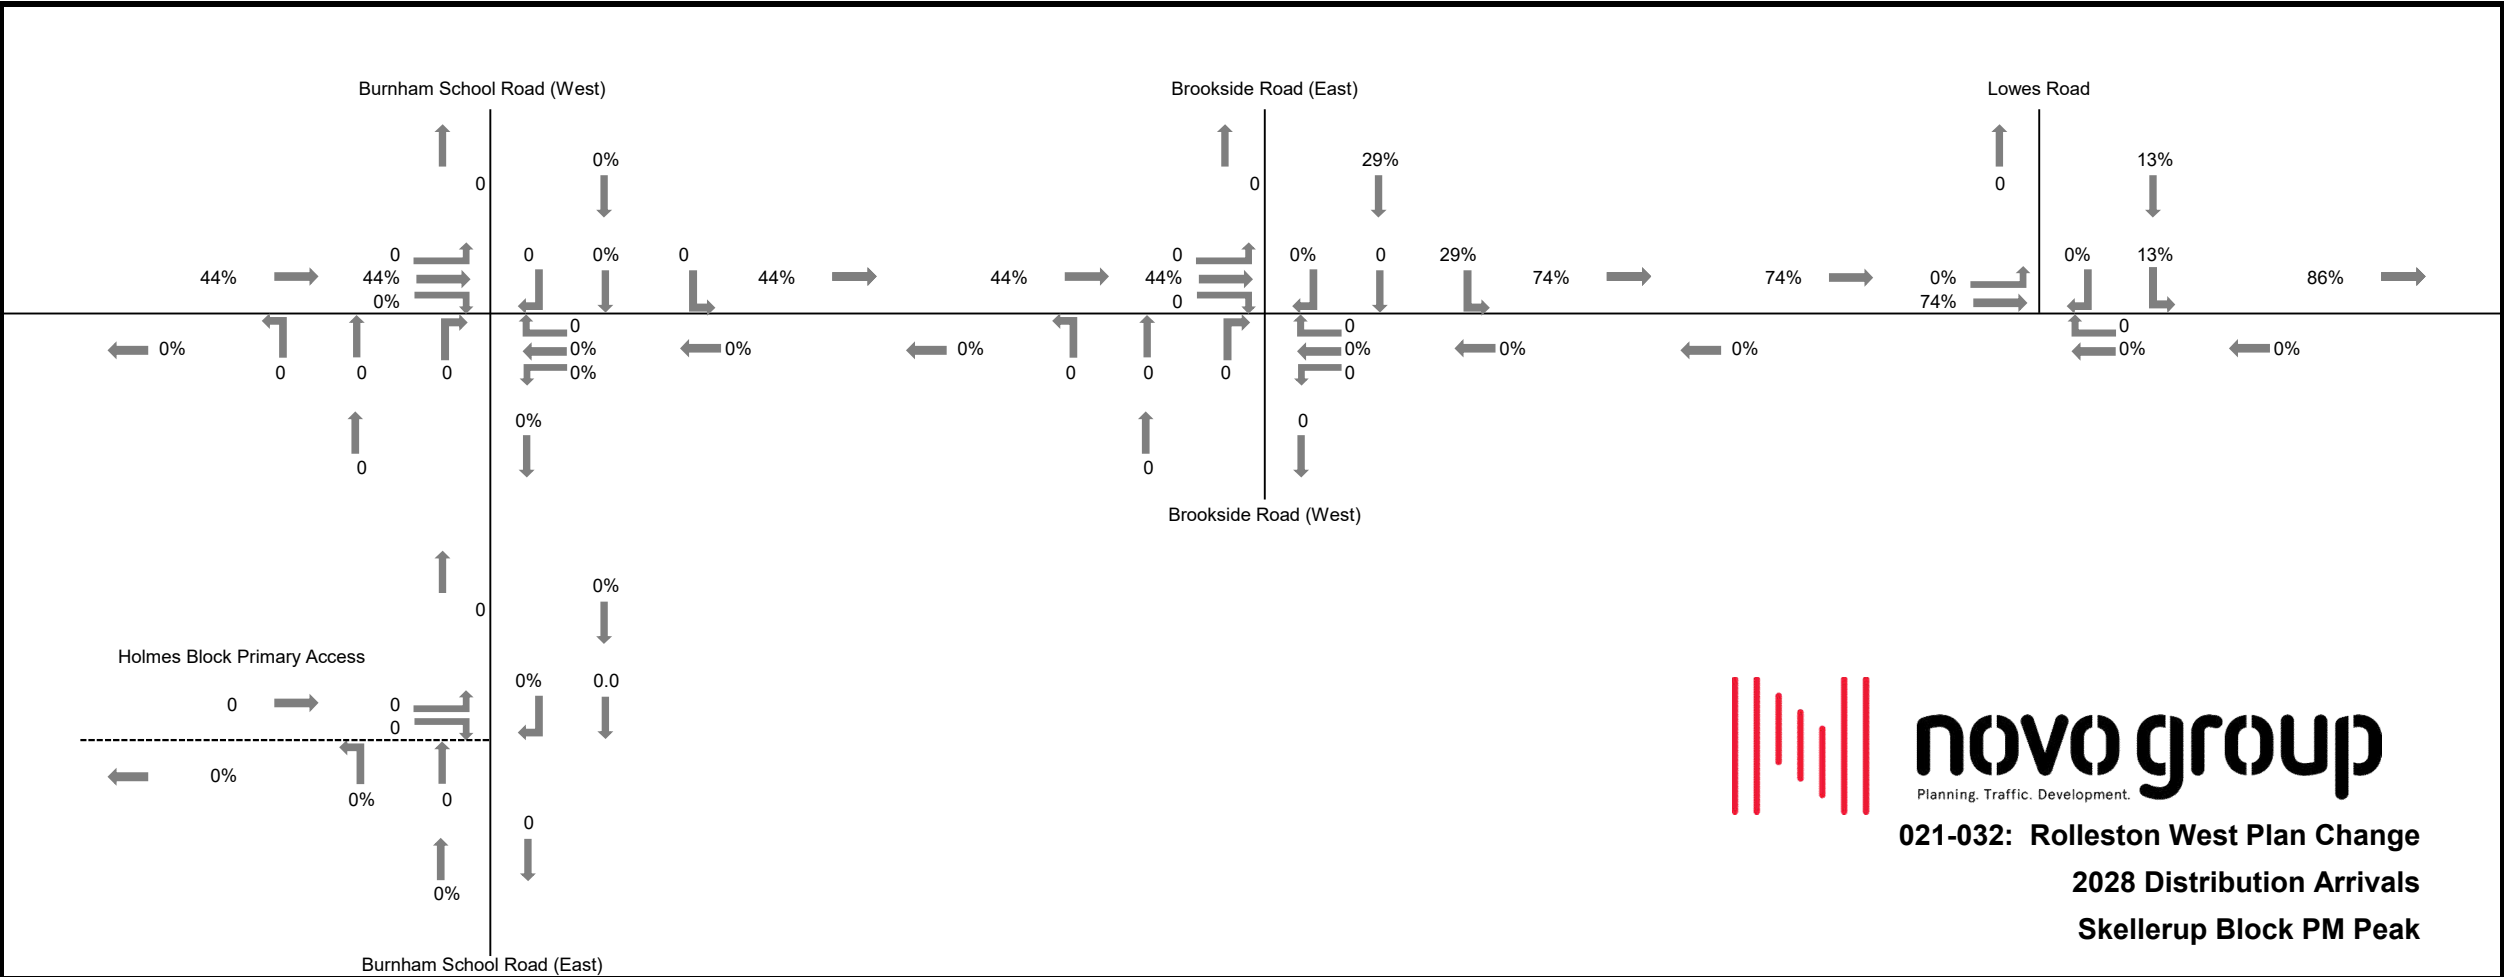 Burnham School Road (West) Brookside Road (East) Lowes Road
0% 29% 13%
0 0 0
0 0 0% 0 0 0% 0 29% 0% 13%
44% 44% 44% 44% 44% 74% 74% 0% 86%
0% 0 74%
0 0 0
0% 0% 0% 0% 0% 0% 0% 0% 0%
0 0 0 0% 0 0 0 0
0% 0
0 0
Brookside Road (West)
0%
0
Holmes Block Primary Access
0% 0.0
0 0
0
0%
0% 0
0
0%
Burnham School Road (East)
novo group
Planning. Traffic. Development.
021-032: Rolleston West Plan Change
2028 Distribution Arrivals
Skellerup Block PM Peak